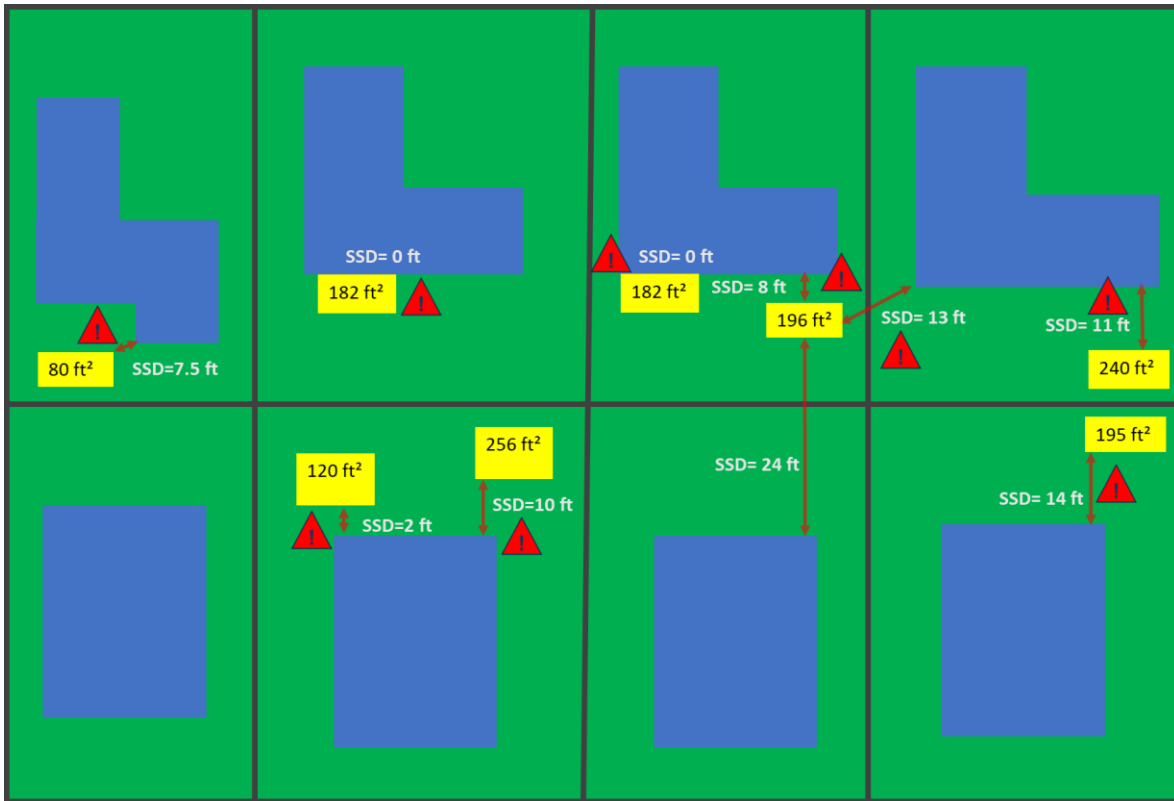 SSD= 0 ft
182 ft²
!
!
SSD= 0 ft
182 ft²
SSD= 8 ft
!
196 ft²
SSD= 13 ft
!
!
SSD= 11 ft
240 ft²
!
80 ft²
SSD=7.5 ft
120 ft²
!
SSD=2 ft
256 ft²
SSD=10 ft
!
SSD= 24 ft
195 ft²
!
SSD= 14 ft